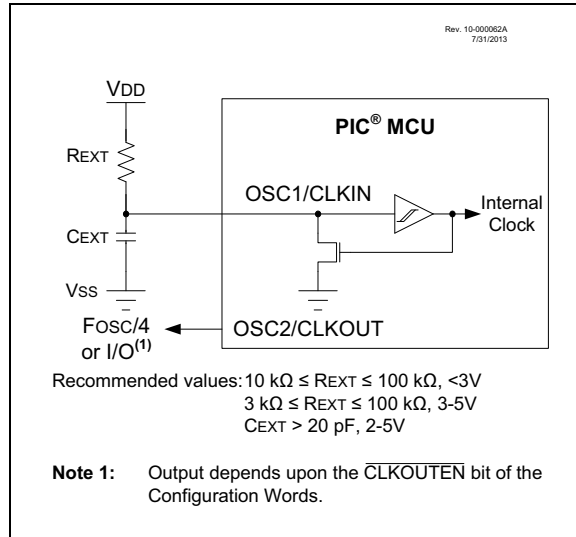 Rev. 10-000062A
7/31/2013
VDD
PIC® MCU
REXT
OSC1/CLKIN
Internal
Clock
CEXT
VSS
FOSC/4
or I/O(1)
OSC2/CLKOUT
Recommended values: 10 kΩ ≤ REXT ≤ 100 kΩ, <3V
3 kΩ ≤ REXT ≤ 100 kΩ, 3-5V
CEXT > 20 pF, 2-5V
Note 1: Output depends upon the CLKOUTEN bit of the
Configuration Words.